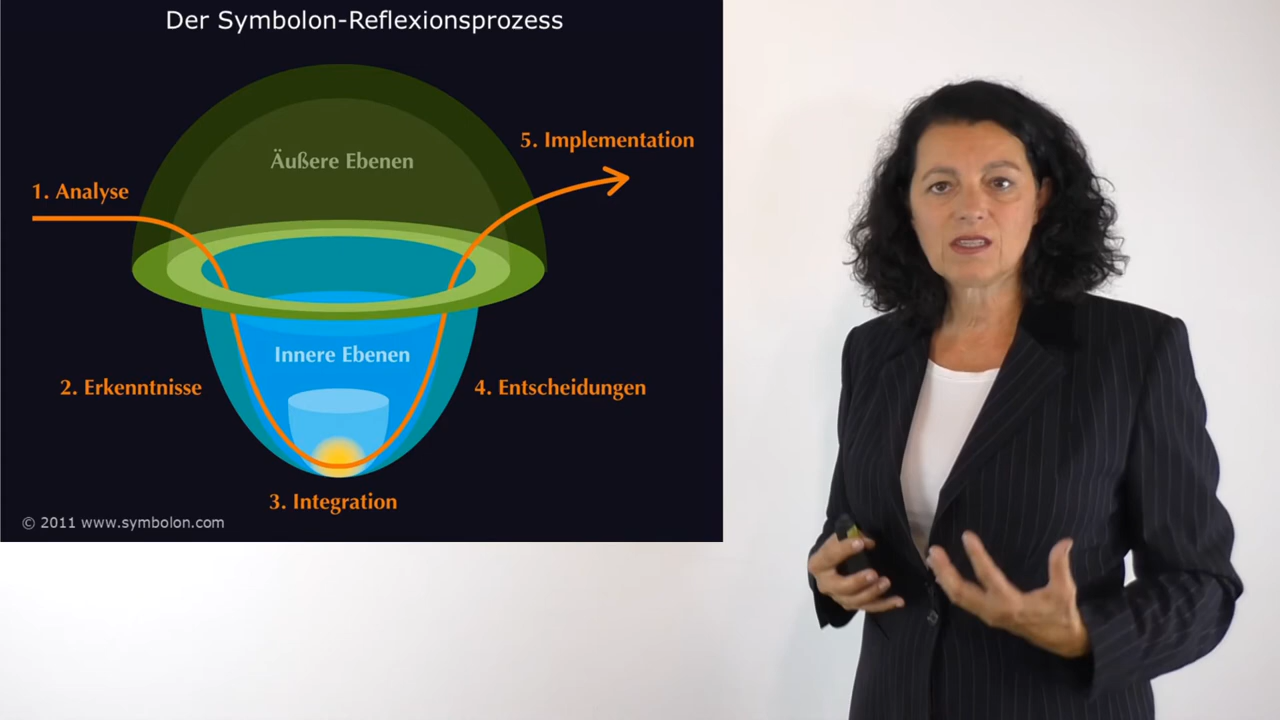 Der Symbolon-Reflexionsprozess
Äußere Ebenen
5. Implementation
1. Analyse
Innere Ebenen
2. Erkenntnisse
4. Entscheidungen
3. Integration
© 2011 www.symbolon.com